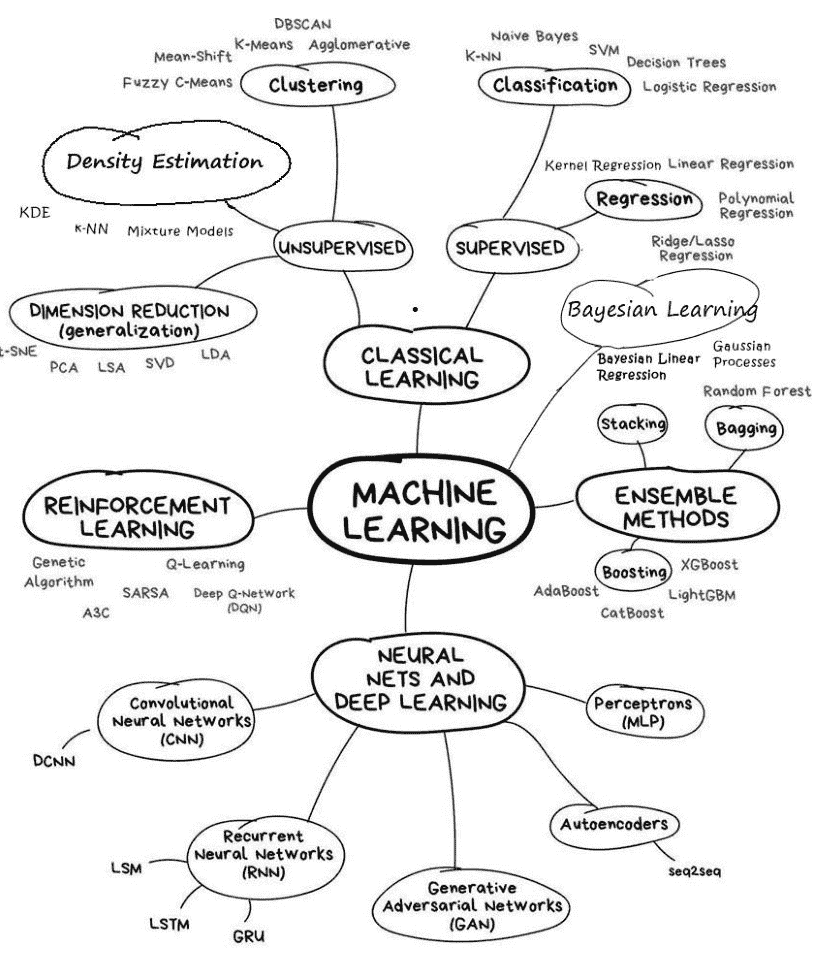 DBSCAN
K-Means Agglomerative
Mean-Shift
Fuzzy C-Means
Clustering
Naive Bayes
K-NN
SVM
Decision Trees
Classification
Logistic Regression
Density Estimation
KDE
K-NN
Mixture Models
Kernel Regression Linear Regression
Regression
Polynomial
Regression
Ridge/Lasso
Regression
UNSUPERVISED
SUPERVISED
DIMENSION REDUCTION
(generalization)
t-SNE
PCA
LSA
SVD
LDA
CLASSICAL
LEARNING
Bayesian Learning
Bayesian Linear
Regression
Gaussian
Processes
Random Forest
Stacking
Bagging
MACHINE
LEARNING
REINFORCEMENT
LEARNING
Genetic
Algorithm
Q-Learning
SARSA
Deep Q-Network
(DQN)
A3C
ENSEMBLE
METHODS
Boosting
XGBoost
AdaBoost
LightGBM
CatBoost
NEURAL
NETS AND
DEEP LEARNING
Convolutional
Neural Networks
(CNN)
DCNN
Perceptrons
(MLP)
Recurrent
Neural Networks
(RNN)
LSM
LSTM
GRU
Generative
Adversarial Networks
(GAN)
Autoencoders
seq2seq